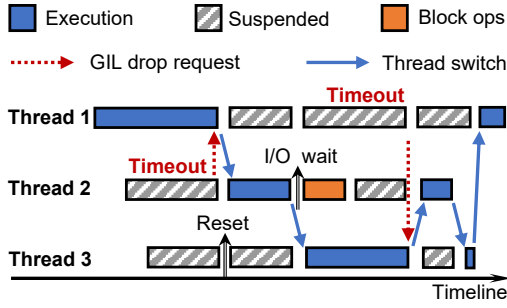 Execution Suspended Block ops
GIL drop request Thread switch
Timeout
Thread 1
I/O wait
Timeout
Thread 2
Reset
Thread 3
Timeline